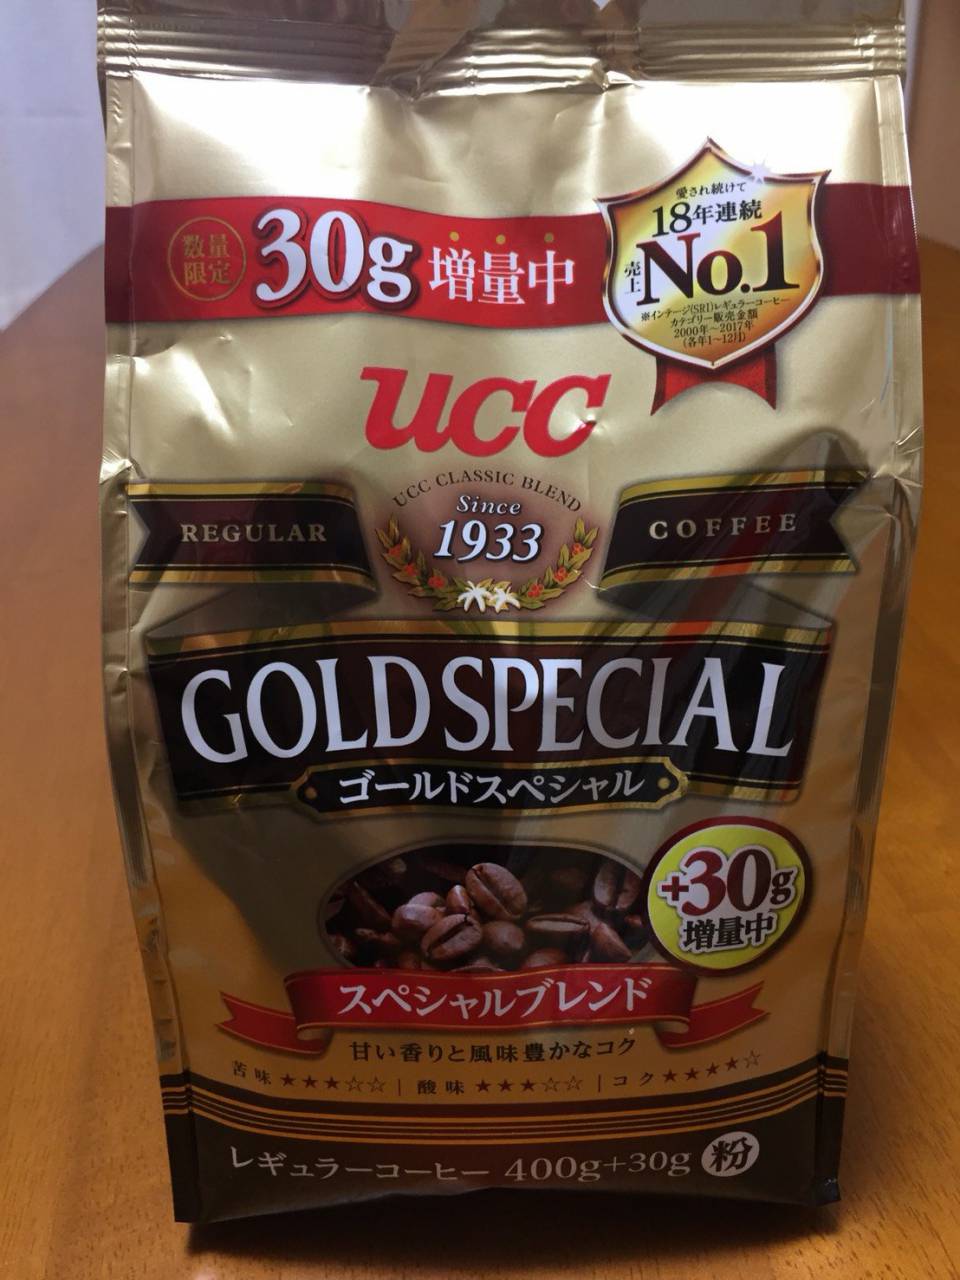 数量
限定
30g増量中
愛され続けて
18年連続
売上
No.1
※インテージ(SRI)レギュラーコーヒー
カテゴリー販売金額
2000年～2017年
(各年1~12月)
UCC
UCC CLASSIC BLEND
Since
1933
REGULAR
COFFEE
GOLD SPECIAL
ゴールドスペシャル
+30g
増量中
スペシャルブレンド
甘い香りと風味豊かなコク
苦味★★★☆☆|酸味★★★☆☆|コク★★★★☆
レギュラーコーヒー 400g+30g 粉